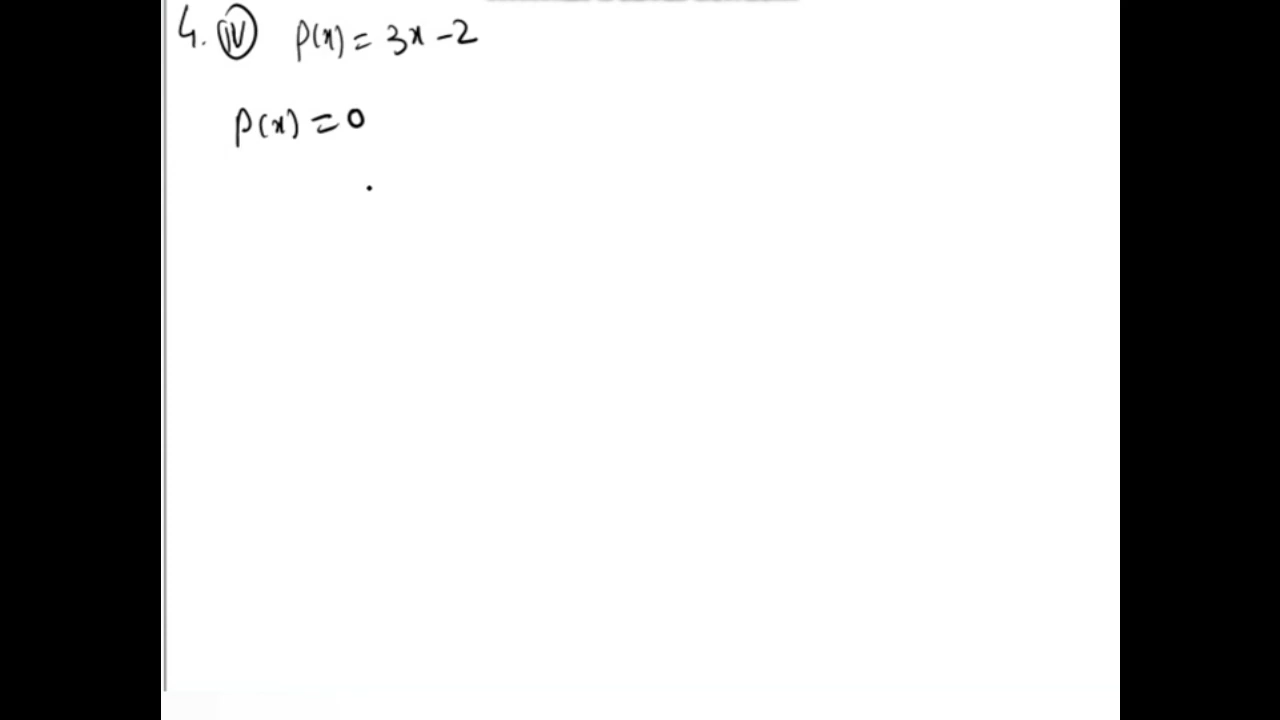 4. (iv) p(x) = 3x - 2
p(x) = 0